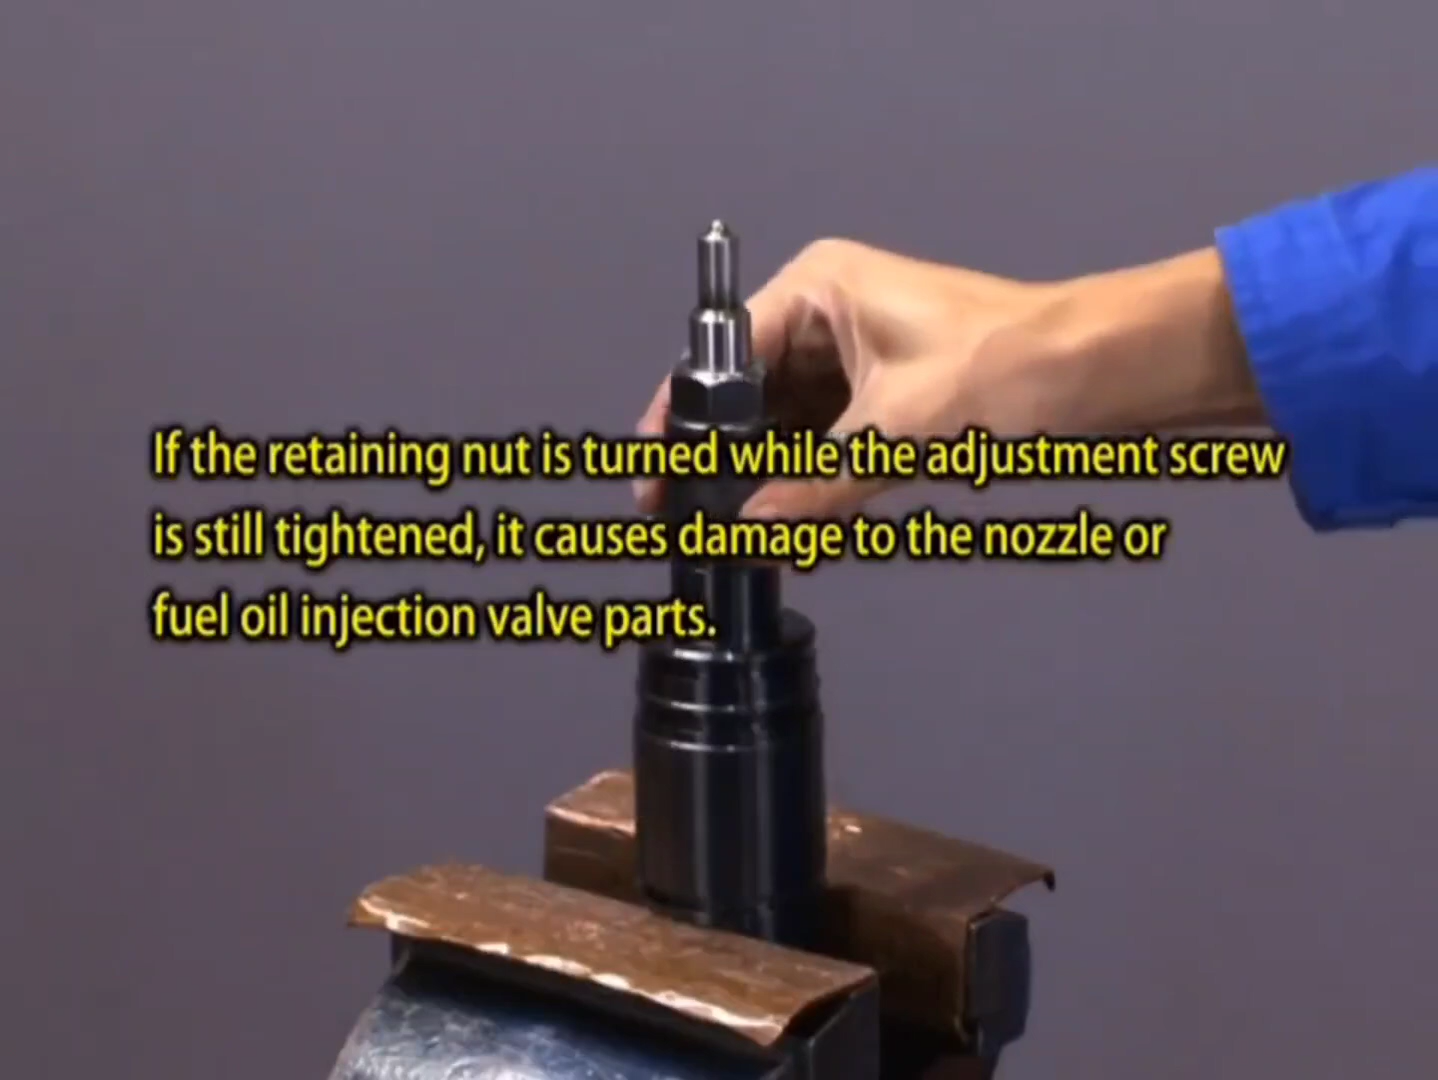 If the retaining nut is turned while the adjustment screw
is still tightened, it causes damage to the nozzle or
fuel oil injection valve parts.